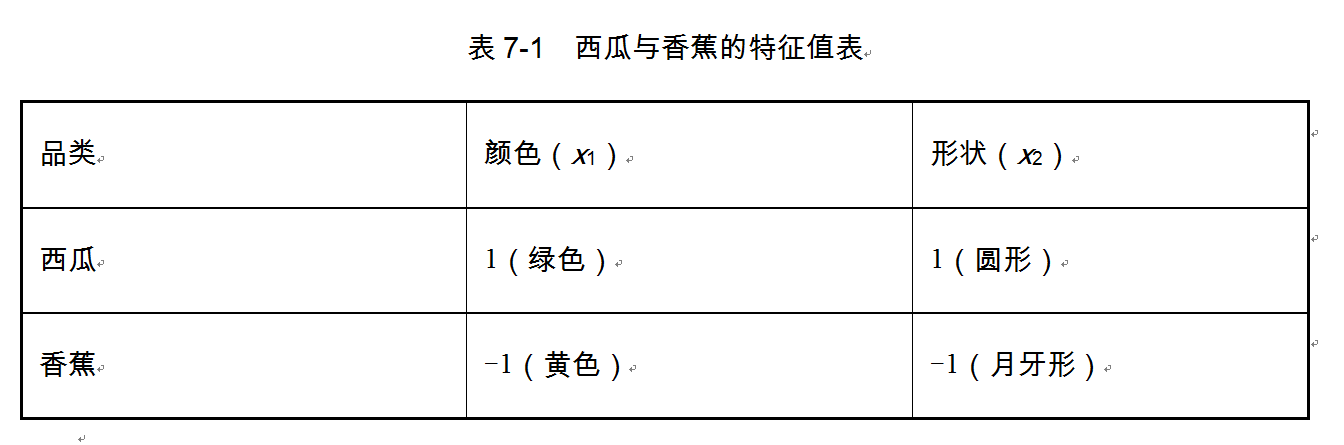 表 7-1 西瓜与香蕉的特征值表
品类 颜色（x1） 形状（x2）
西瓜 1（绿色） 1（圆形）
香蕉 −1（黄色） −1（月牙形）